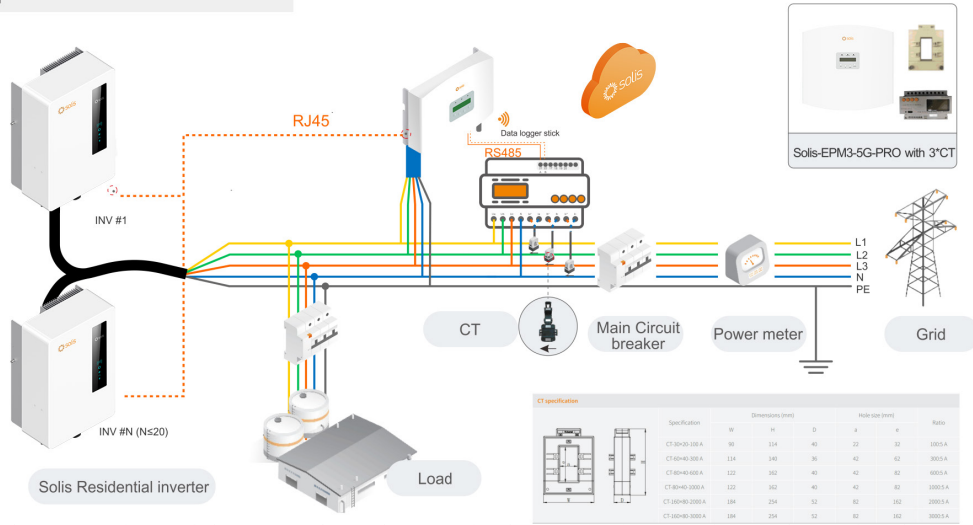 solis
solis
Data logger stick
RJ45
RS485
Solis-EPM3-5G-PRO with 3*CT
INV #1
L1
L2
L3
N
PE
CT
Main Circuit
breaker
Power meter
Grid
solis
INV #N (N≤20)
Solis Residential inverter
Load
CT specification
Specification Dimensions (mm) Hole size (mm) Ratio
W H D a e
CT-30×20-100 A 90 114 40 22 32 100:5 A
CT-60×40-300 A 114 140 36 42 62 300:5 A
CT-80×40-600 A 122 162 40 42 82 600:5 A
CT-80×40-1000 A 122 162 40 42 82 1000:5 A
CT-160×80-2000 A 184 254 52 82 162 2000:5 A
CT-160×80-3000 A 184 254 52 82 162 3000:5 A